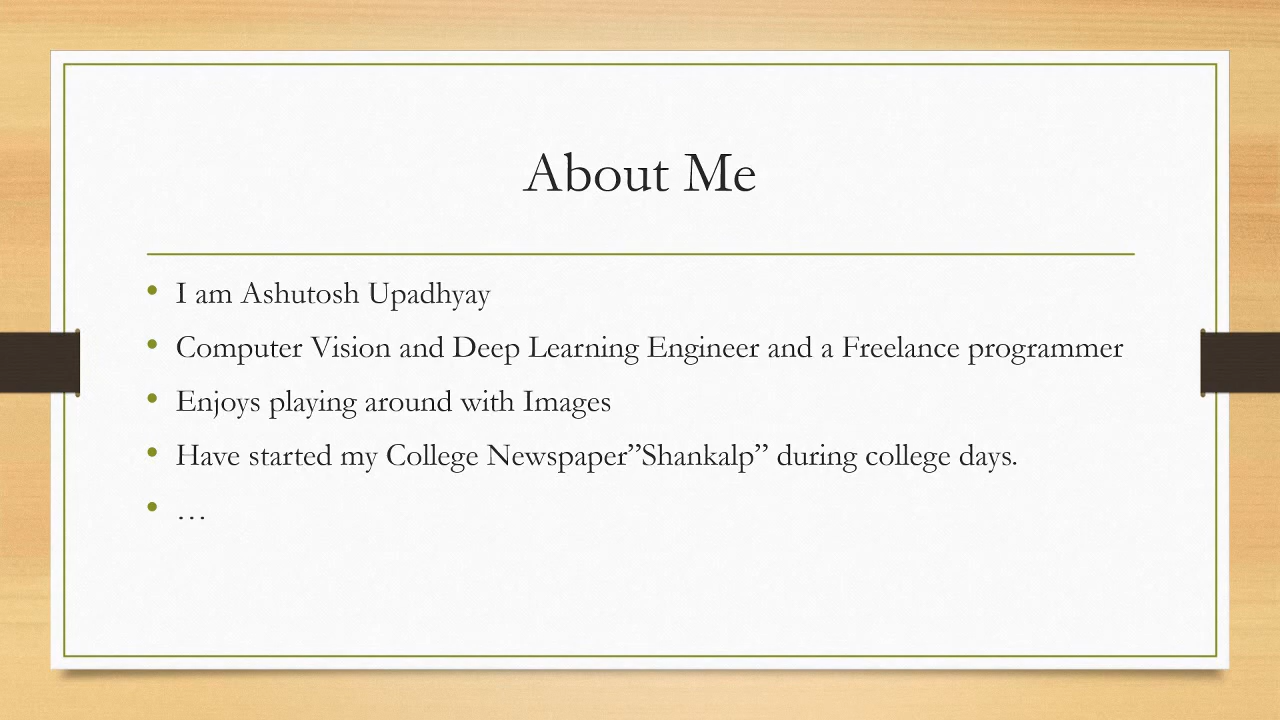 About Me
• I am Ashutosh Upadhyay
• Computer Vision and Deep Learning Engineer and a Freelance programmer
• Enjoys playing around with Images
• Have started my College Newspaper”Shankalp” during college days.
• …